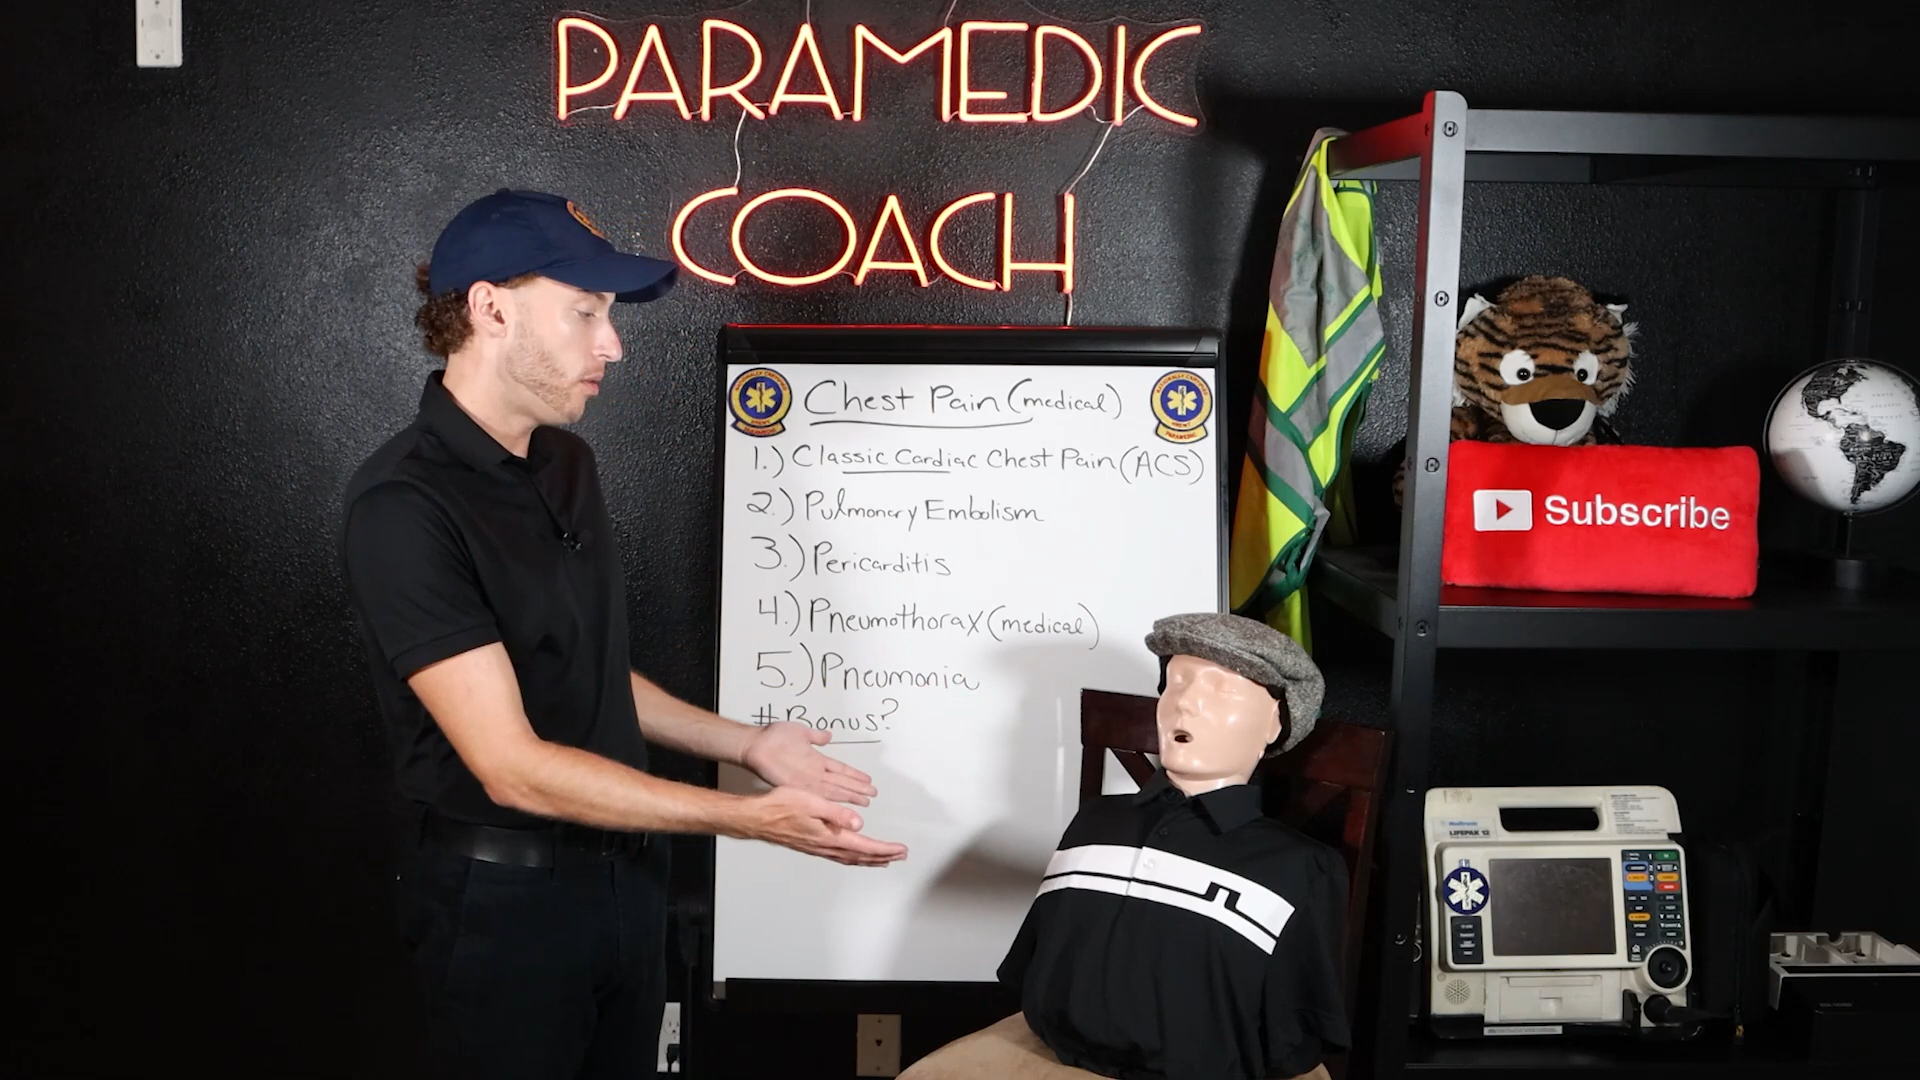 PARAMEDIC
COACH
Chest Pain (medical)
1.) Classic Cardiac Chest Pain (ACS)
2.) Pulmonary Embolism
3.) Pericarditis
4.) Pneumothorax (medical)
5.) Pneumonia
#Bonus?
Subscribe
LIFEPAK 12